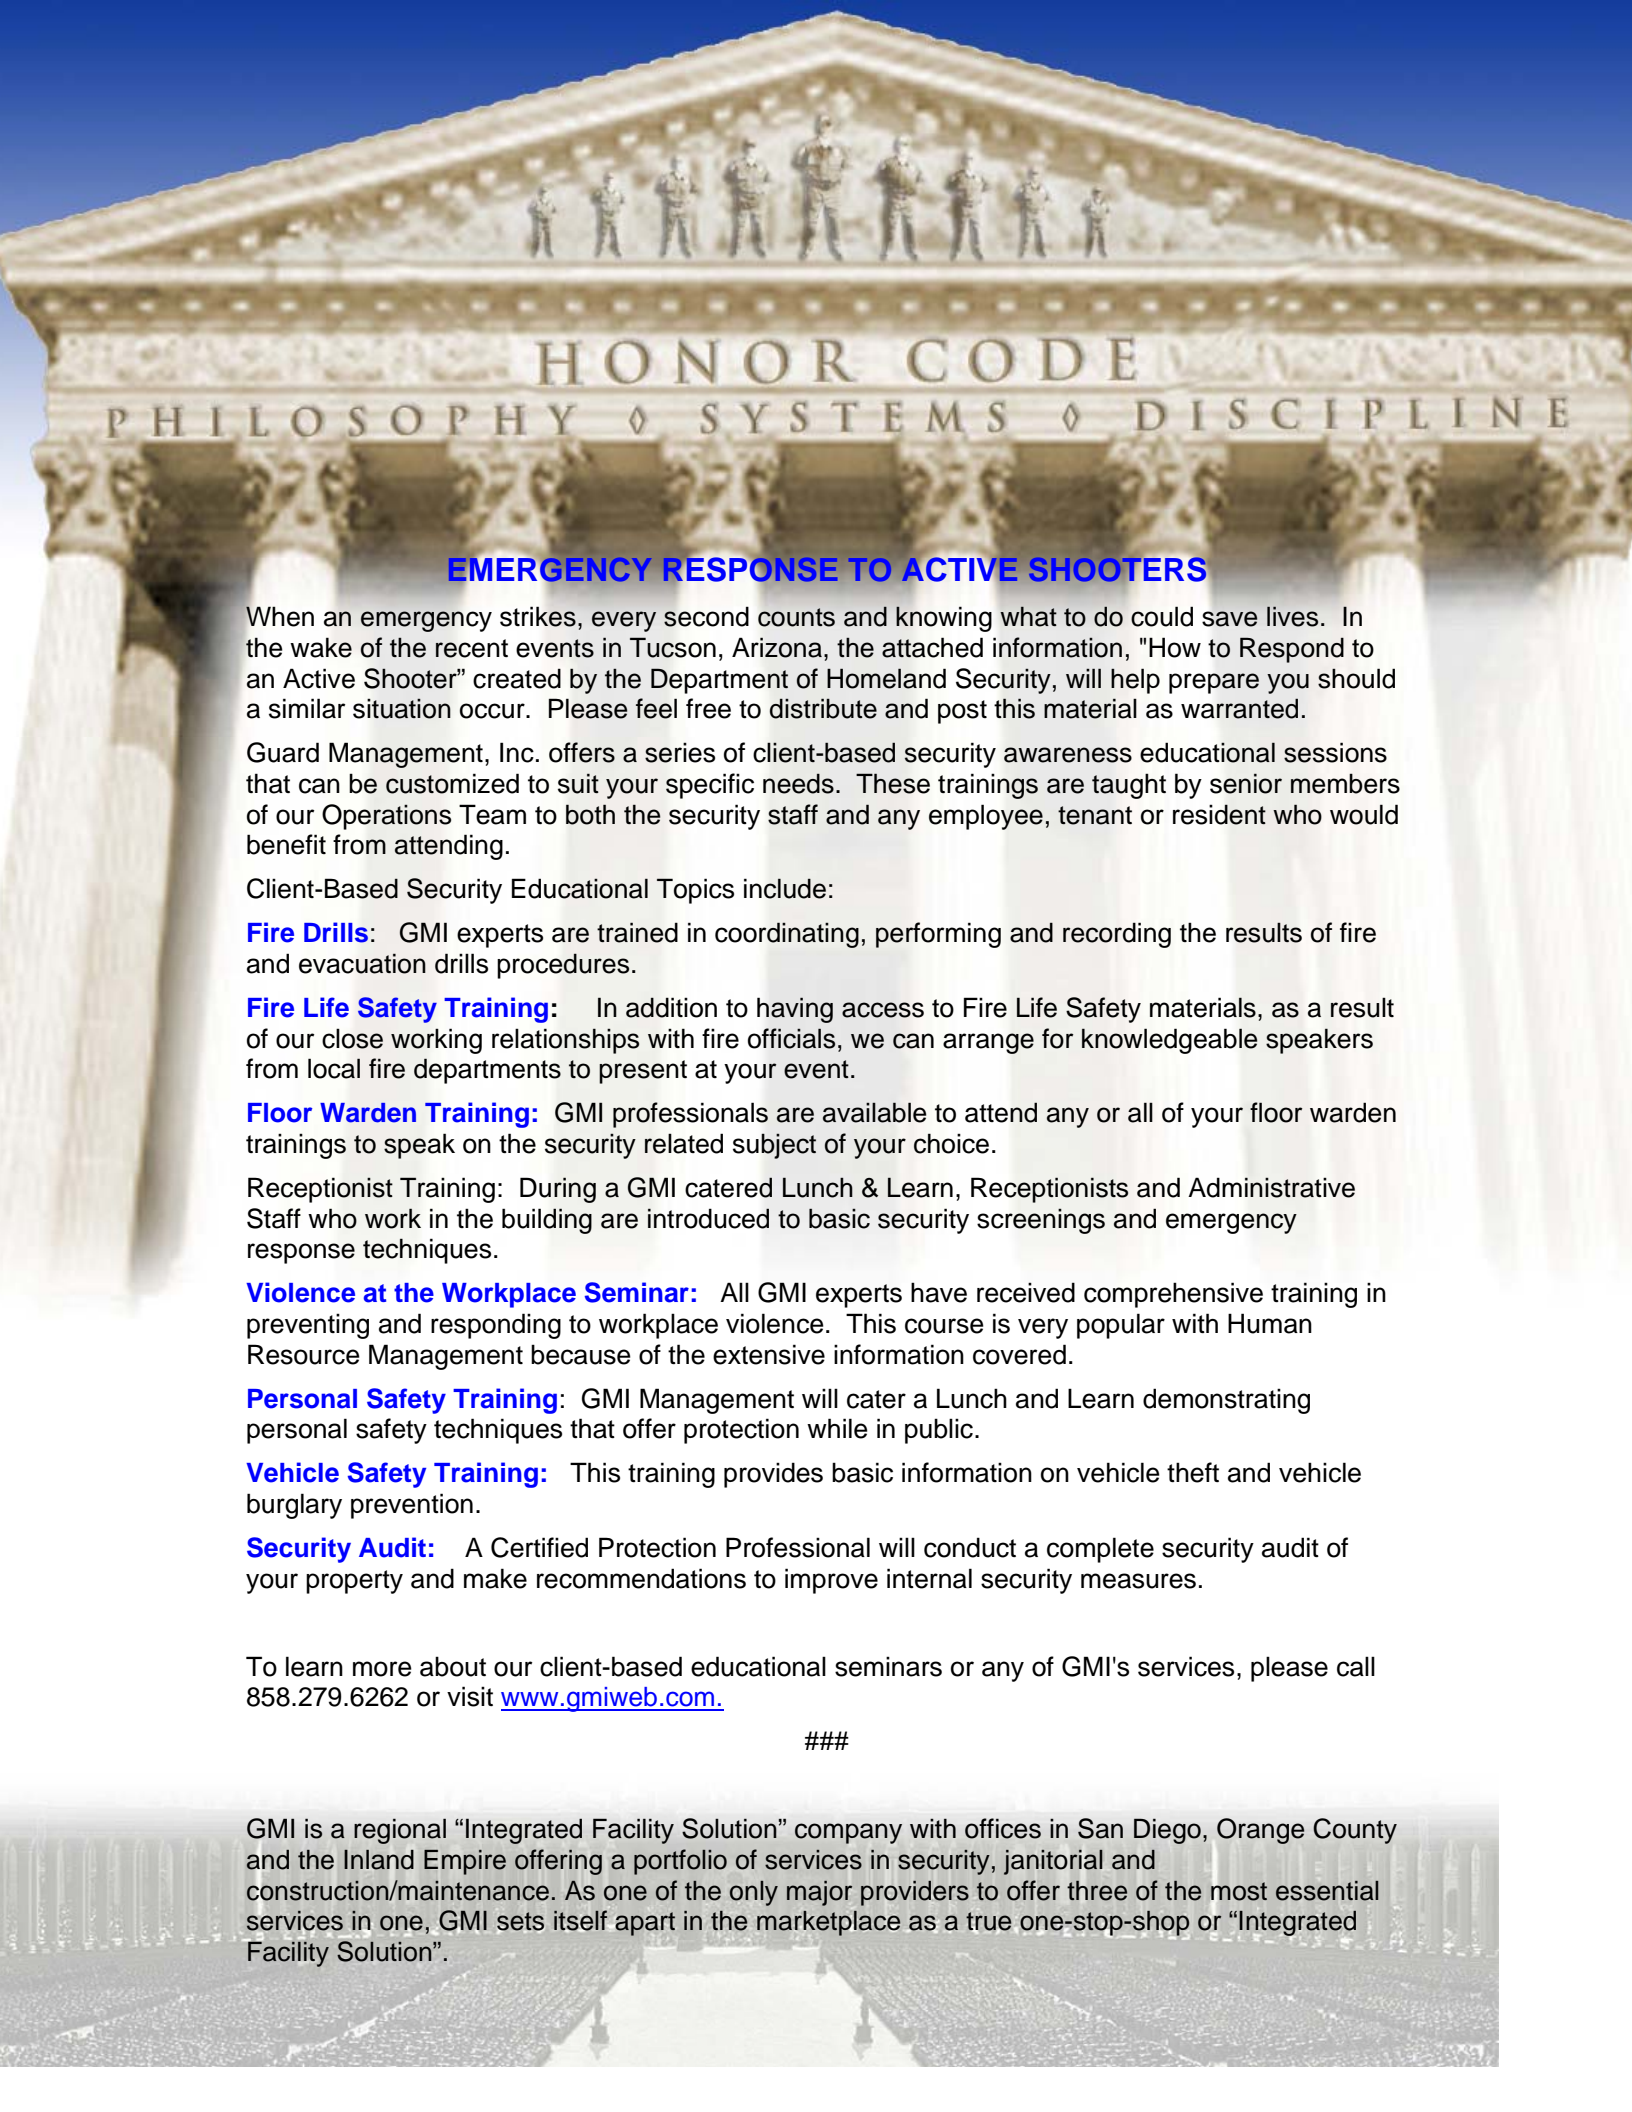 HONOR CODE
PHILOSOPHY ◊ SYSTEMS ◊ DISCIPLINE
EMERGENCY RESPONSE TO ACTIVE SHOOTERS
When an emergency strikes, every second counts and knowing what to do could save lives.  In
the wake of the recent events in Tucson, Arizona, the attached information, "How to Respond to
an Active Shooter” created by the Department of Homeland Security, will help prepare you should
a similar situation occur.  Please feel free to distribute and post this material as warranted.
Guard Management, Inc. offers a series of client-based security awareness educational sessions
that can be customized to suit your specific needs.  These trainings are taught by senior members
of our Operations Team to both the security staff and any employee, tenant or resident who would
benefit from attending.
Client-Based Security Educational Topics include:
Fire Drills:   GMI experts are trained in coordinating, performing and recording the results of fire
and evacuation drills procedures.
Fire Life Safety Training:    In addition to having access to Fire Life Safety materials, as a result
of our close working relationships with fire officials, we can arrange for knowledgeable speakers
from local fire departments to present at your event.
Floor Warden Training:  GMI professionals are available to attend any or all of your floor warden
trainings to speak on the security related subject of your choice.
Receptionist Training:  During a GMI catered Lunch & Learn, Receptionists and Administrative
Staff who work in the building are introduced to basic security screenings and emergency
response techniques.
Violence at the Workplace Seminar:   All GMI experts have received comprehensive training in
preventing and responding to workplace violence.  This course is very popular with Human
Resource Management because of the extensive information covered.
Personal Safety Training:  GMI Management will cater a Lunch and Learn demonstrating
personal safety techniques that offer protection while in public.
Vehicle Safety Training:   This training provides basic information on vehicle theft and vehicle
burglary prevention.
Security Audit:    A Certified Protection Professional will conduct a complete security audit of
your property and make recommendations to improve internal security measures.
To learn more about our client-based educational seminars or any of GMI's services, please call
858.279.6262 or visit www.gmiweb.com.
###
GMI is a regional “Integrated Facility Solution” company with offices in San Diego, Orange County
and the Inland Empire offering a portfolio of services in security, janitorial and
construction/maintenance. As one of the only major providers to offer three of the most essential
services in one, GMI sets itself apart in the marketplace as a true one-stop-shop or “Integrated
Facility Solution”.